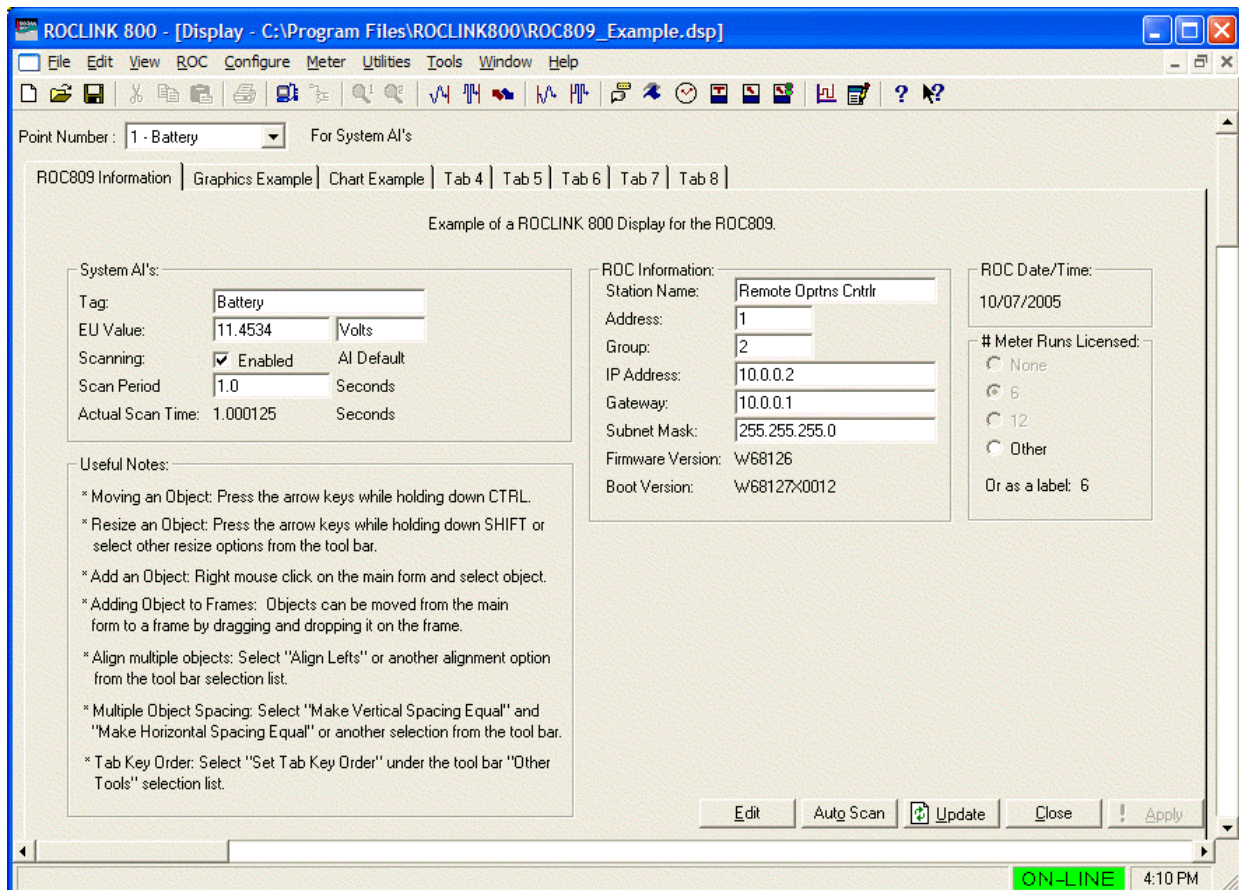 ROCLINK 800 - [Display - C:\Program Files\ROCLINK800\ROC809_Example.dsp]
File Edit View ROC Configure Meter Utilities Tools Window Help
Point Number : 1 - Battery For System AI's
ROC809 Information Graphics Example Chart Example Tab 4 Tab 5 Tab 6 Tab 7 Tab 8
Example of a ROCLINK 800 Display for the ROC809.
System AI's:
Tag: Battery
EU Value: 11.4534 Volts
Scanning: Enabled AI Default
Scan Period 1.0 Seconds
Actual Scan Time: 1.000125 Seconds
Useful Notes:
* Moving an Object: Press the arrow keys while holding down CTRL.
* Resize an Object: Press the arrow keys while holding down SHIFT or
select other resize options from the tool bar.
* Add an Object: Right mouse click on the main form and select object.
* Adding Object to Frames: Objects can be moved from the main
form to a frame by dragging and dropping it on the frame.
* Align multiple objects: Select "Align Lefts" or another alignment option
from the tool bar selection list.
* Multiple Object Spacing: Select "Make Vertical Spacing Equal" and
"Make Horizontal Spacing Equal" or another selection from the tool bar.
* Tab Key Order: Select "Set Tab Key Order" under the tool bar "Other
Tools" selection list.
ROC Information:
Station Name: Remote Oprtns Cntrlr
Address: 1
Group: 2
IP Address: 10.0.0.2
Gateway: 10.0.0.1
Subnet Mask: 255.255.255.0
Firmware Version: W68126
Boot Version: W68127X0012
ROC Date/Time:
10/07/2005
# Meter Runs Licensed:
None
6
12
Other
Or as a label: 6
Edit Auto Scan Update Close ! Apply
ON-LINE 4:10 PM